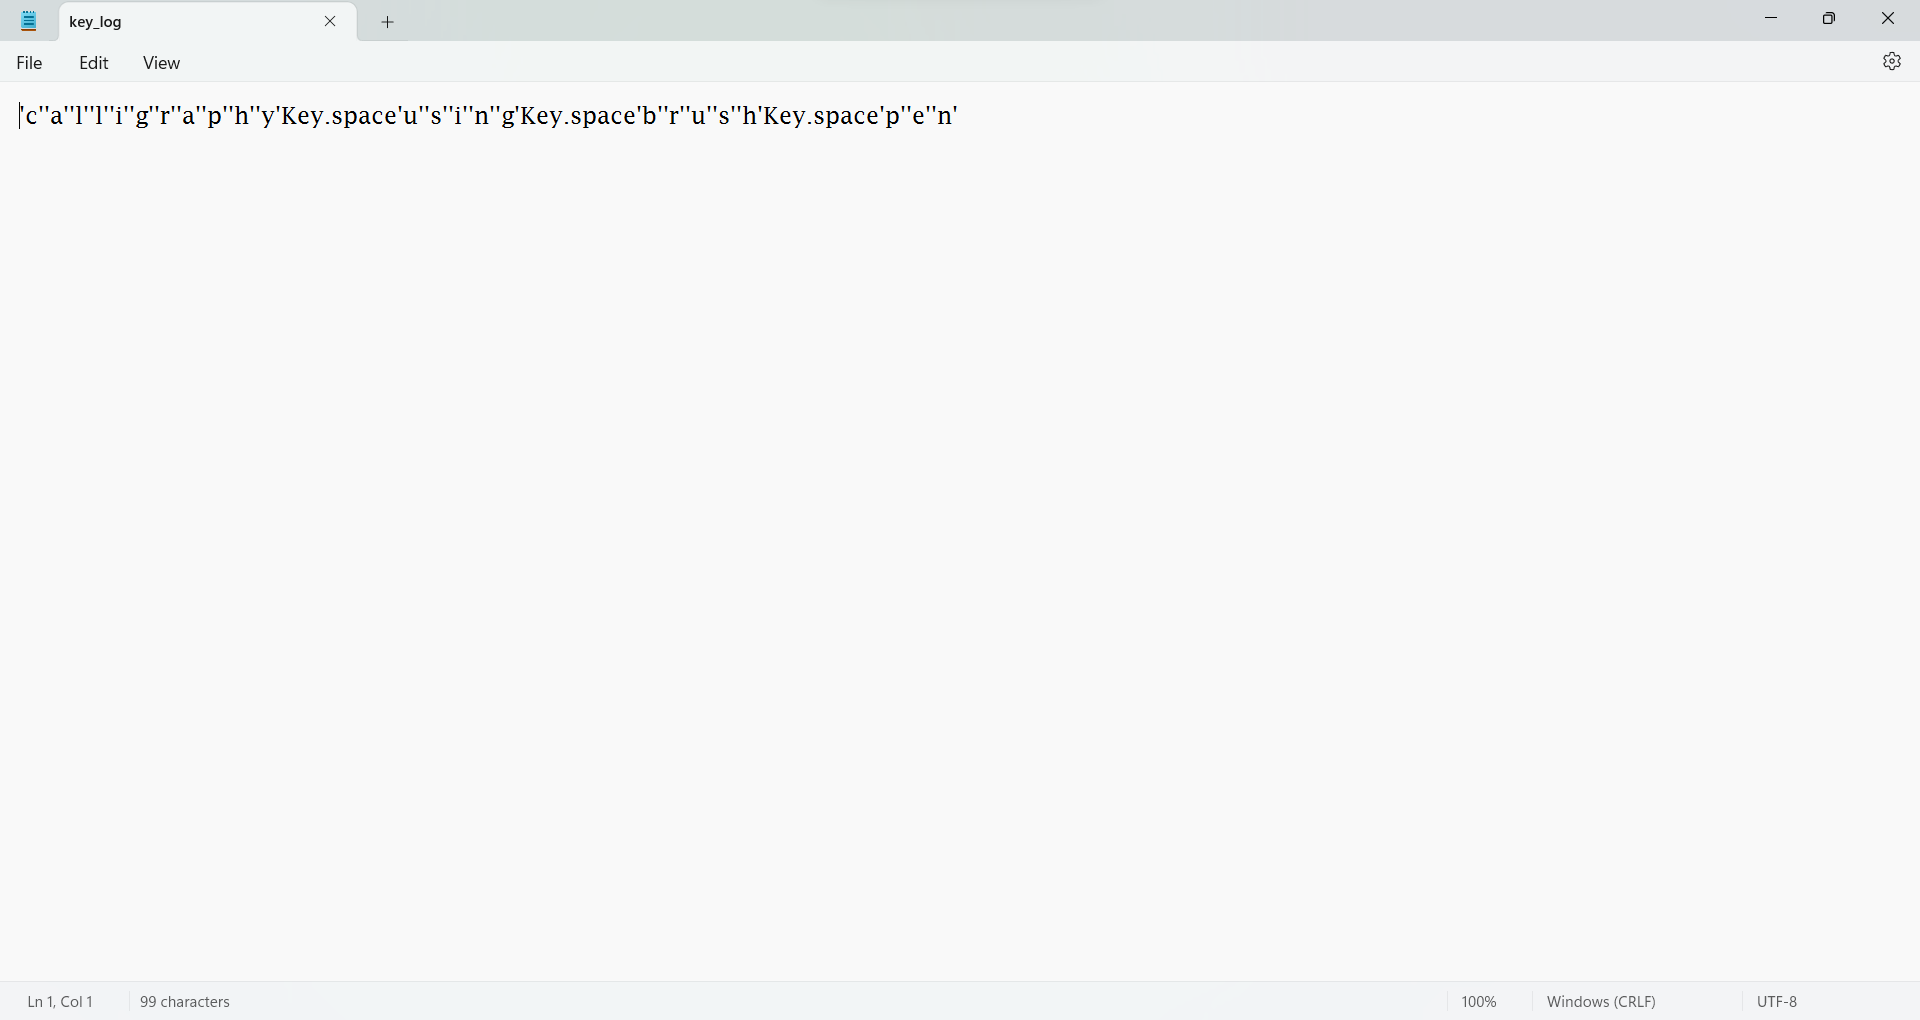 key_log
File Edit View
'c''a''l''l''i''g''r''a''p''h''y'Key.space'u''s''i''n''g'Key.space'b''r''u''s''h'Key.space'p''e''n'
Ln 1, Col 1 99 characters 100% Windows (CRLF) UTF-8